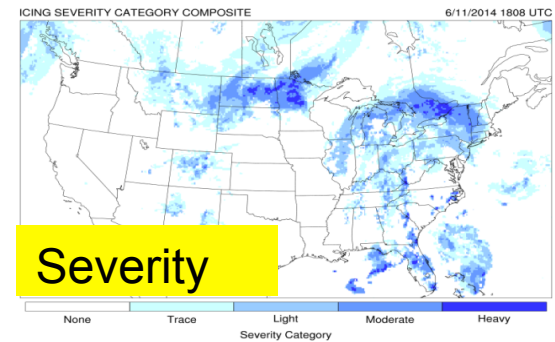 ICING SEVERITY CATEGORY COMPOSITE 6/11/2014 1808 UTC
Severity
None Trace Light Moderate Heavy
Severity Category